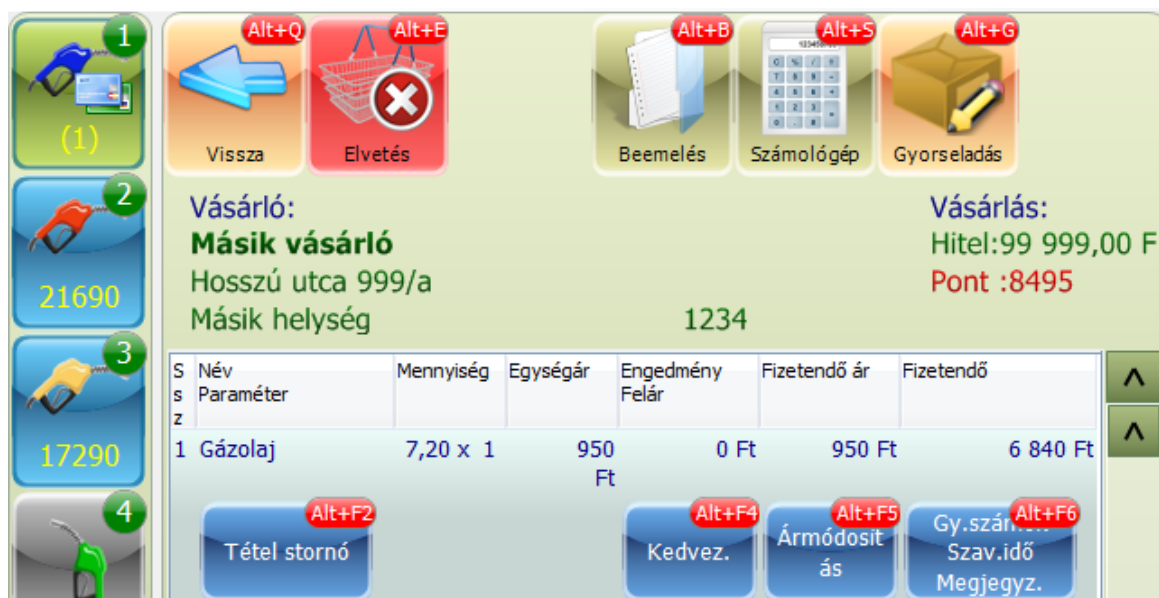 1
(1)
2
21690
3
17290
4
Alt+Q
Vissza
Alt+E
Elvetés
Alt+B
Beemelés
Alt+S
Számológép
Alt+G
Gyorseladás
Vásárló:
Másik vásárló
Hosszú utca 999/a
Másik helység 1234
Vásárlás:
Hitel:99 999,00 F
Pont :8495
S Név Mennyiség Egységár Engedmény Fizetendő ár Fizetendő
s Paraméter Felár
z
1 Gázolaj 7,20 x 1 950 0 Ft 950 Ft 6 840 Ft
Ft
Alt+F2
Tétel stornó
Alt+F4
Kedvez.
Alt+F5
Ármódosit
ás
Alt+F6
Szav.idő
Megjegyz.